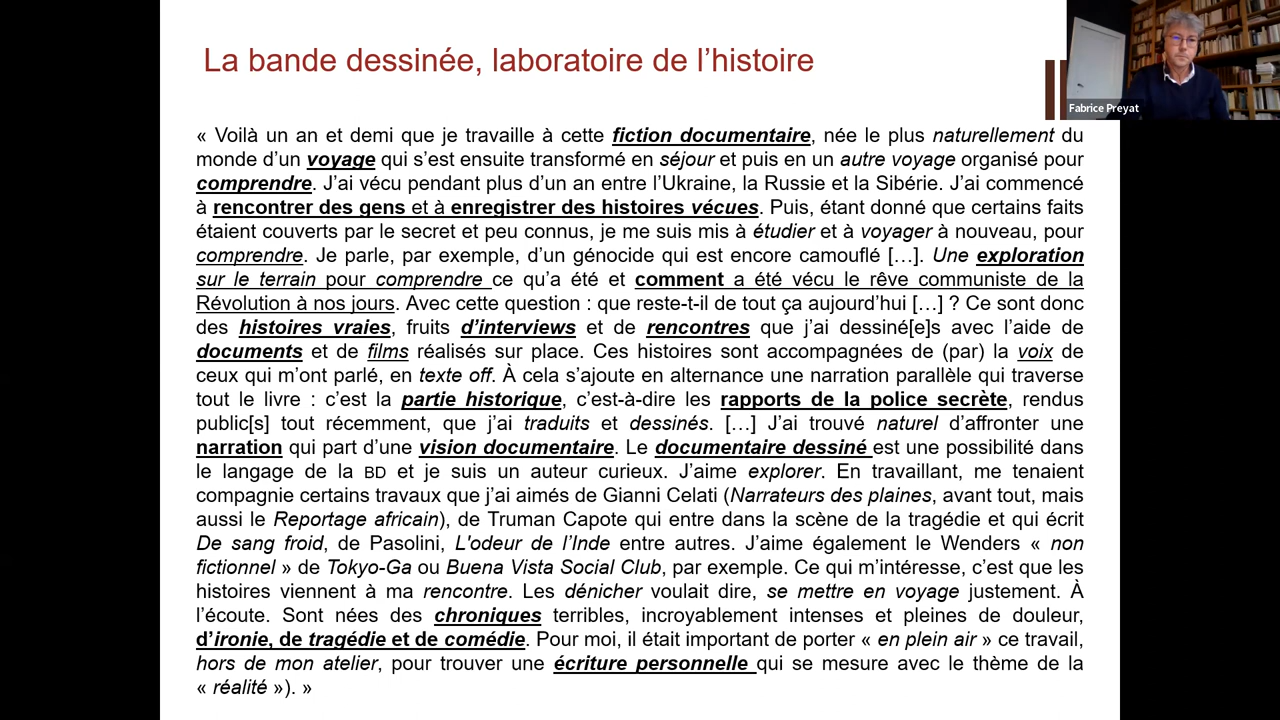 La bande dessinée, laboratoire de l’histoire
Fabrice Preyat
« Voilà un an et demi que je travaille à cette fiction documentaire, née le plus naturellement du
monde d’un voyage qui s’est ensuite transformé en séjour et puis en un autre voyage organisé pour
comprendre. J’ai vécu pendant plus d’un an entre l’Ukraine, la Russie et la Sibérie. J’ai commencé
à rencontrer des gens et à enregistrer des histoires vécues. Puis, étant donné que certains faits
étaient couverts par le secret et peu connus, je me suis mis à étudier et à voyager à nouveau, pour
comprendre. Je parle, par exemple, d’un génocide qui est encore camouflé […]. Une exploration
sur le terrain pour comprendre ce qu’a été et comment a été vécu le rêve communiste de la
Révolution à nos jours. Avec cette question : que reste-t-il de tout ça aujourd’hui […] ? Ce sont donc
des histoires vraies, fruits d’interviews et de rencontres que j’ai dessiné[e]s avec l’aide de
documents et de films réalisés sur place. Ces histoires sont accompagnées de (par) la voix de
ceux qui m’ont parlé, en texte off. À cela s’ajoute en alternance une narration parallèle qui traverse
tout le livre : c’est la partie historique, c’est-à-dire les rapports de la police secrète, rendus
public[s] tout récemment, que j’ai traduits et dessinés. […] J’ai trouvé naturel d’affronter une
narration qui part d’une vision documentaire. Le documentaire dessiné est une possibilité dans
le langage de la BD et je suis un auteur curieux. J’aime explorer. En travaillant, me tenaient
compagnie certains travaux que j’ai aimés de Gianni Celati (Narrateurs des plaines, avant tout, mais
aussi le Reportage africain), de Truman Capote qui entre dans la scène de la tragédie et qui écrit
De sang froid, de Pasolini, L'odeur de l’Inde entre autres. J’aime également le Wenders « non
fictionnel » de Tokyo-Ga ou Buena Vista Social Club, par exemple. Ce qui m’intéresse, c’est que les
histoires viennent à ma rencontre. Les dénicher voulait dire, se mettre en voyage justement. À
l’écoute. Sont nées des chroniques terribles, incroyablement intenses et pleines de douleur,
d’ironie, de tragédie et de comédie. Pour moi, il était important de porter « en plein air » ce travail,
hors de mon atelier, pour trouver une écriture personnelle qui se mesure avec le thème de la
« réalité »). »